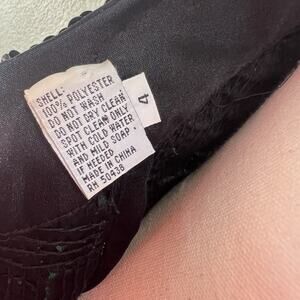 SHELL:
100% POLYESTER
DO NOT WASH
DO NOT DRY CLEAN
SPOT CLEAN ONLY
WITH COLD WATER
AND MILD SOAP
IF NEEDED
MADE IN CHINA
RN 50438
4